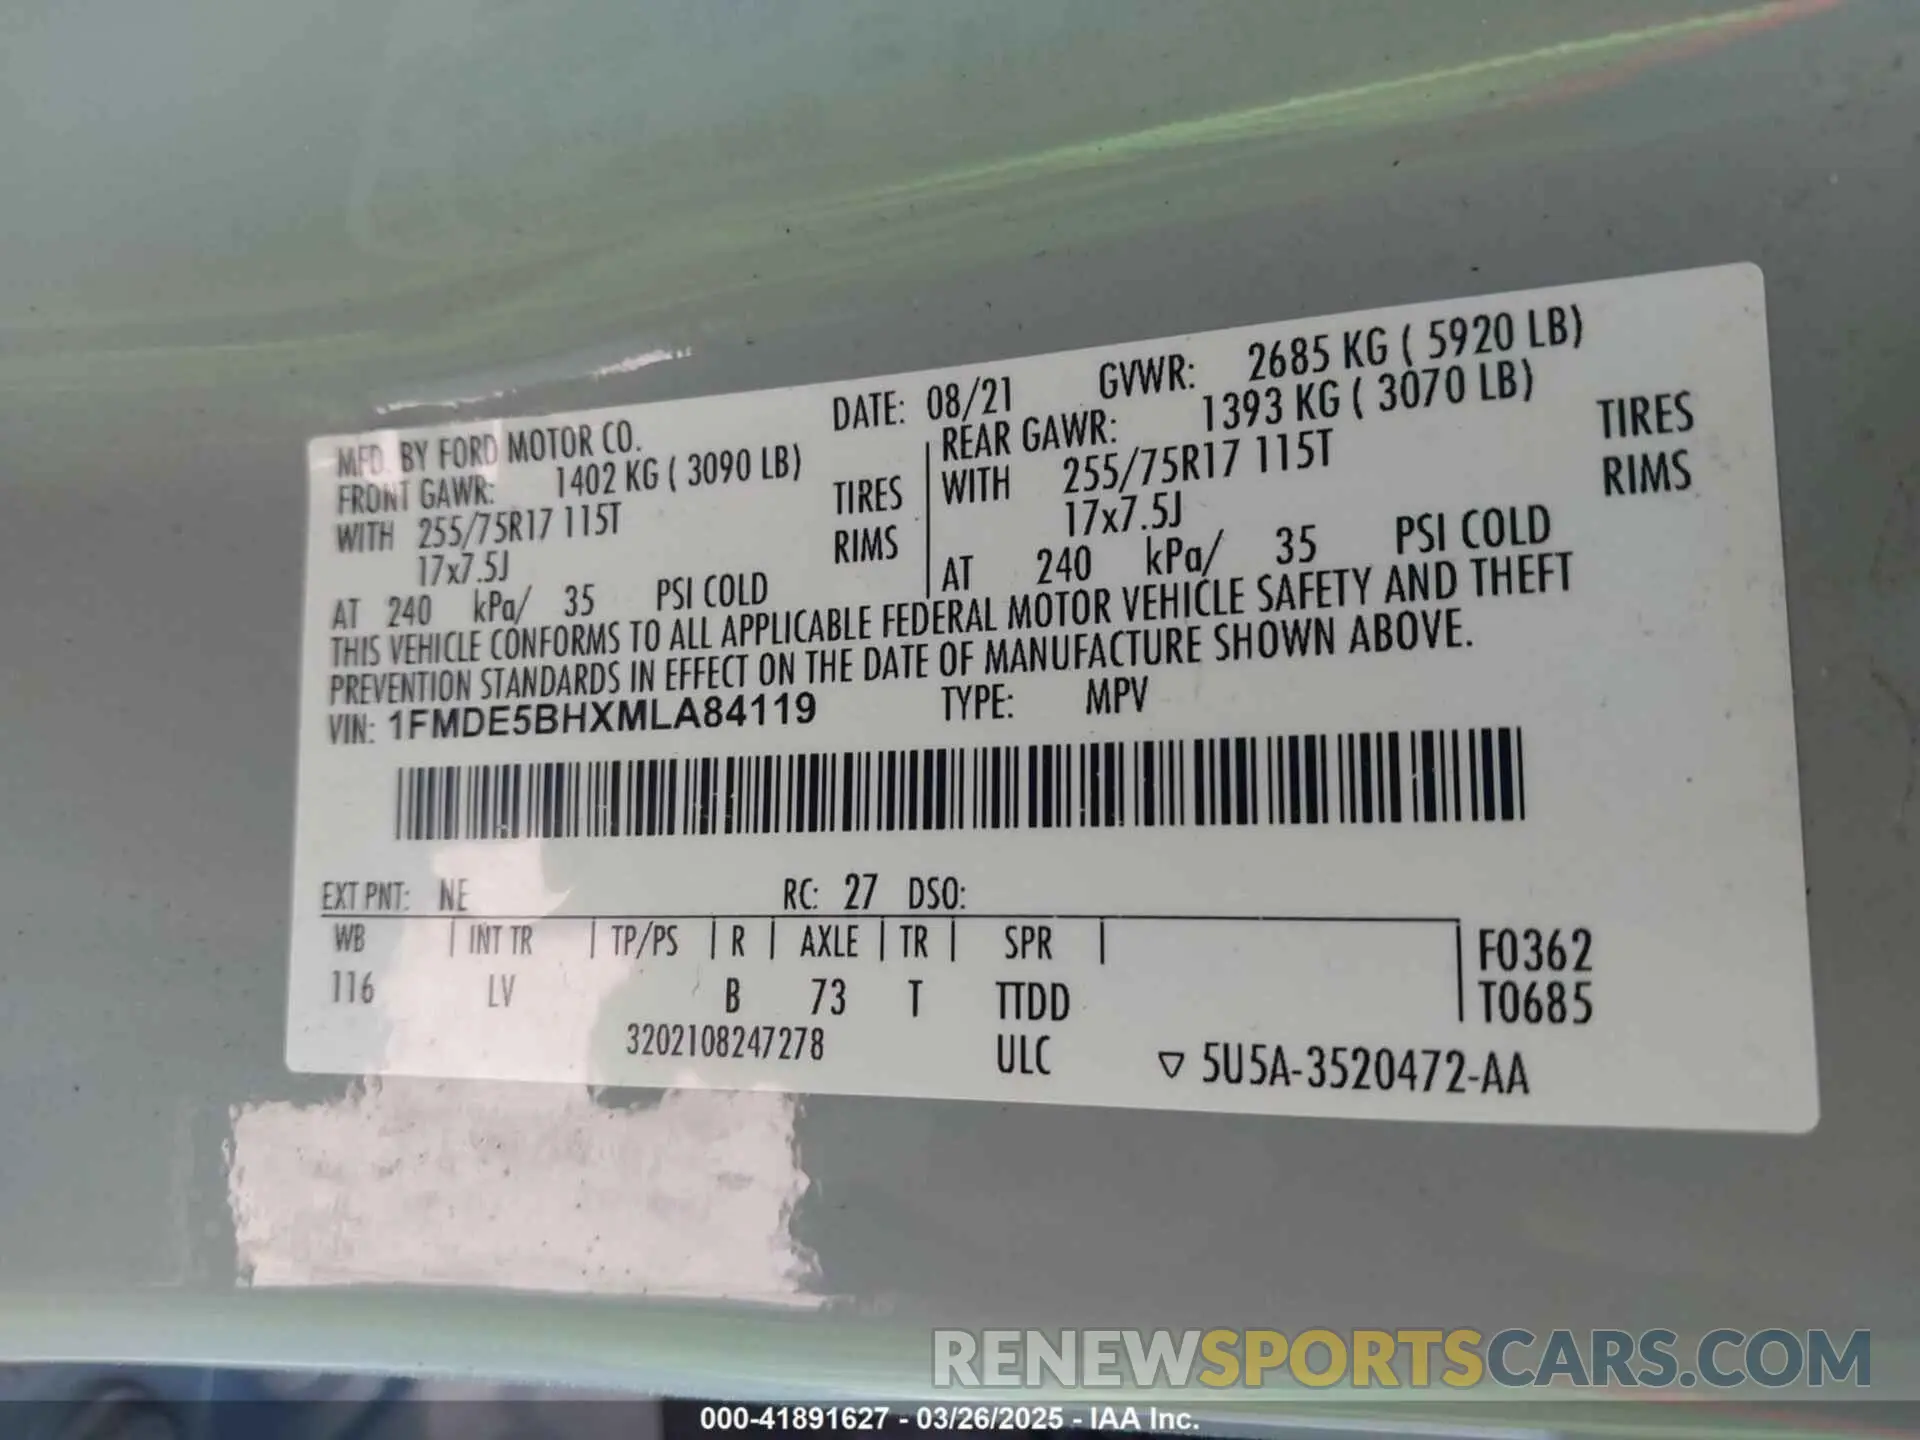 MFD. BY FORD MOTOR CO. DATE: 08/21 GVWR: 2685 KG ( 5920 LB)
FRONT GAWR: 1402 KG ( 3090 LB) REAR GAWR: 1393 KG ( 3070 LB)
WITH 255/75R17 115T TIRES WITH 255/75R17 115T TIRES
17x7.5J RIMS 17x7.5J RIMS
AT 240 kPa/ 35 PSI COLD AT 240 kPa/ 35 PSI COLD
THIS VEHICLE CONFORMS TO ALL APPLICABLE FEDERAL MOTOR VEHICLE SAFETY AND THEFT
PREVENTION STANDARDS IN EFFECT ON THE DATE OF MANUFACTURE SHOWN ABOVE.
VIN: 1FMDE5BHXMLA84119 TYPE: MPV
EXT PNT: NE RC: 27 DSO:
WB | INT TR | TP/PS | R | AXLE | TR | SPR | F0362
116 LV B 73 T TTDD T0685
3202108247278 ULC ▽ 5U5A-3520472-AA
RENEWSPORTSCARS.COM
000-41891627 - 03/26/2025 - IAA Inc.